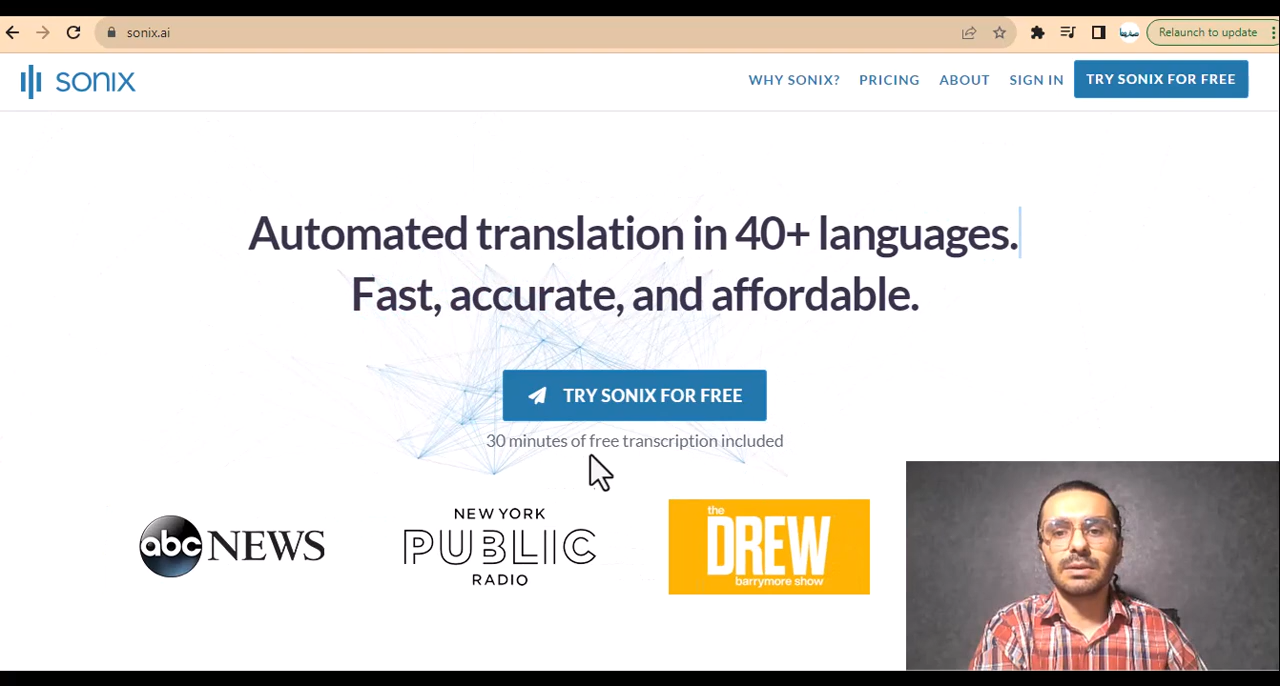 sonix.ai
Relaunch to update
sonix
WHY SONIX?
PRICING
ABOUT
SIGN IN
TRY SONIX FOR FREE
Automated translation in 40+ languages.
Fast, accurate, and affordable.
TRY SONIX FOR FREE
30 minutes of free transcription included
abc NEWS
NEW YORK
PUBLIC
RADIO
the
DREW
barrymore show